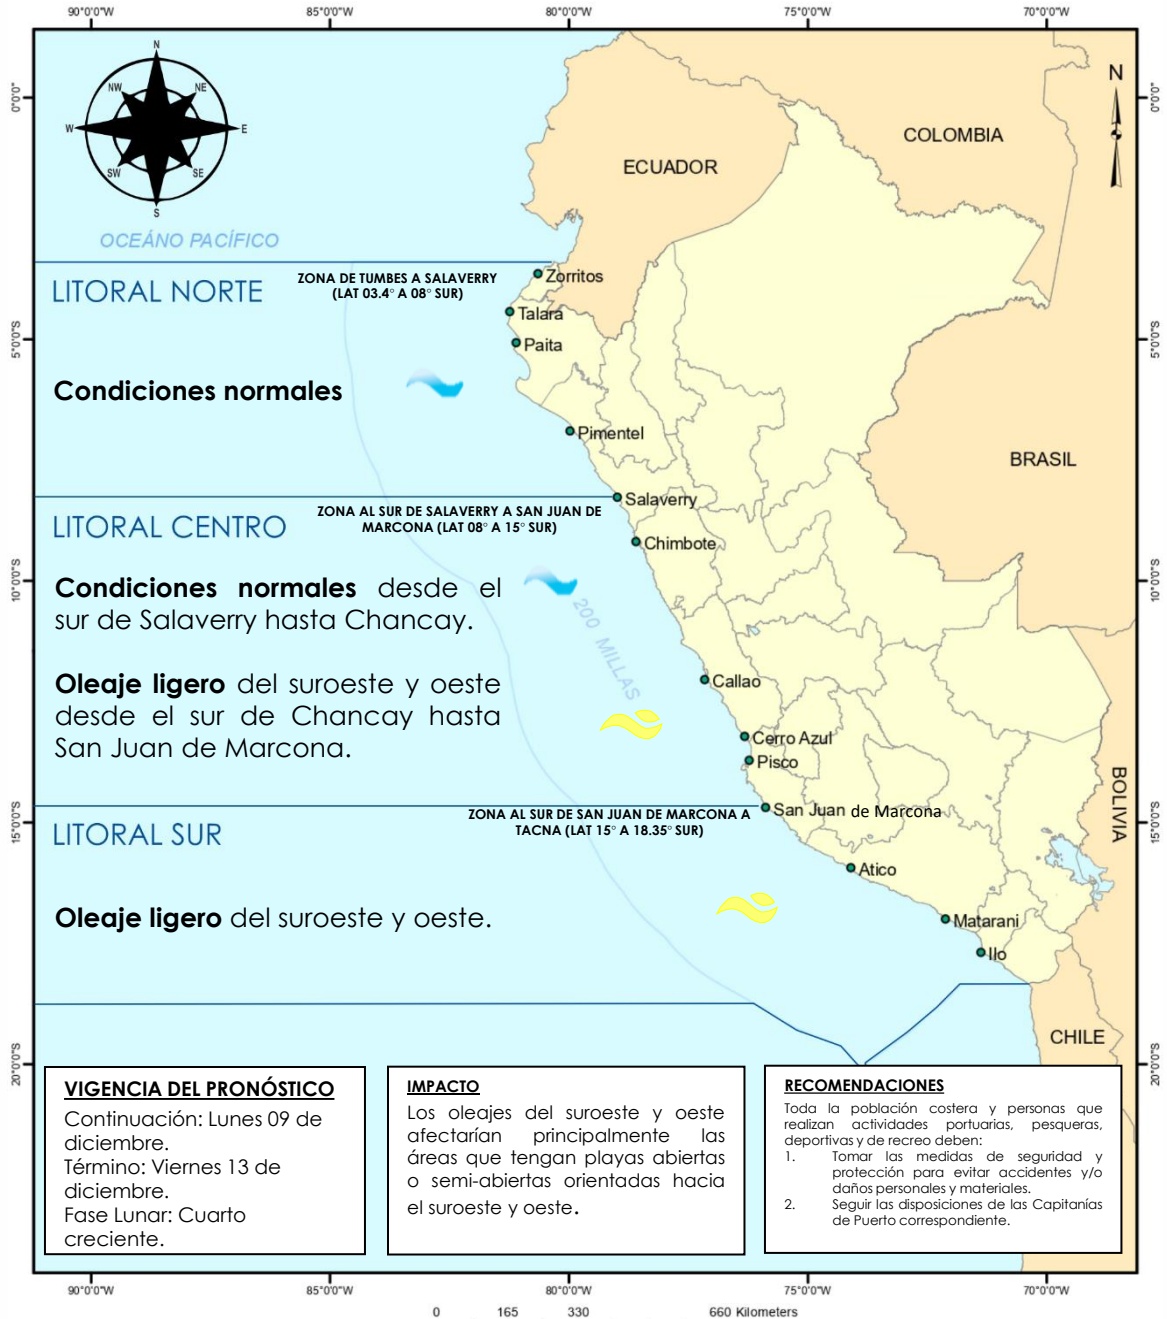 90°0'0"W 85°0'0"W 80°0'0"W 75°0'0"W 70°0'0"W
N
NW NE
W E
SW SE
S
N
0°0'0" 0°0'0"
COLOMBIA
ECUADOR
OCEÁNO PACÍFICO
LITORAL NORTE
ZONA DE TUMBES A SALAVERRY
(LAT 03.4° A 08° SUR)
Zorritos
Talara
5°0'0"S 5°0'0"S
Paita
Condiciones normales
Pimentel
BRASIL
Salaverry
LITORAL CENTRO
ZONA AL SUR DE SALAVERRY A SAN JUAN DE
MARCONA (LAT 08° A 15° SUR)
Chimbote
10°0'0"S 10°0'0"S
Condiciones normales desde el
sur de Salaverry hasta Chancay.
200 MILLAS
Oleaje ligero del suroeste y oeste
desde el sur de Chancay hasta
San Juan de Marcona.
Callao
Cerro Azul
Pisco
BOLIVIA
San Juan de Marcona
15°0'0"S 15°0'0"S
LITORAL SUR
ZONA AL SUR DE SAN JUAN DE MARCONA A
TACNA (LAT 15° A 18.35° SUR)
Atico
Oleaje ligero del suroeste y oeste.
Matarani
Ilo
CHILE
20°0'0"S 20°0'0"S
VIGENCIA DEL PRONÓSTICO
Continuación: Lunes 09 de
diciembre.
Término: Viernes 13 de
diciembre.
Fase Lunar: Cuarto
creciente.
IMPACTO
Los oleajes del suroeste y oeste
afectarían principalmente las
áreas que tengan playas abiertas
o semi-abiertas orientadas hacia
el suroeste y oeste.
RECOMENDACIONES
Toda la población costera y personas que
realizan actividades portuarias, pesqueras,
deportivas y de recreo deben:
1. Tomar las medidas de seguridad y
protección para evitar accidentes y/o
daños personales y materiales.
2. Seguir las disposiciones de las Capitanías
de Puerto correspondiente.
90°0'0"W 85°0'0"W 80°0'0"W 75°0'0"W 70°0'0"W
0 165 330 660 Kilometers